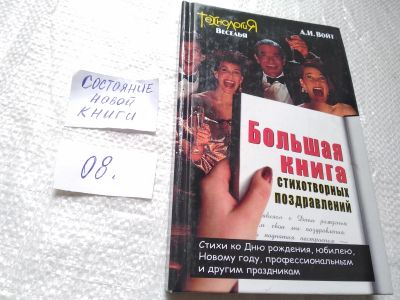 ТЕХНОЛОГИЯ
ВЕСЕЛЬЯ
А.И. ВОЙТ
СОСТОЯНИЕ
НОВОЙ
КНИГИ
08.
Большая
книга
стихотворных
поздравлений
Стихи ко Дню рождения, юбилею,
Новому году, профессиональным
и другим праздникам